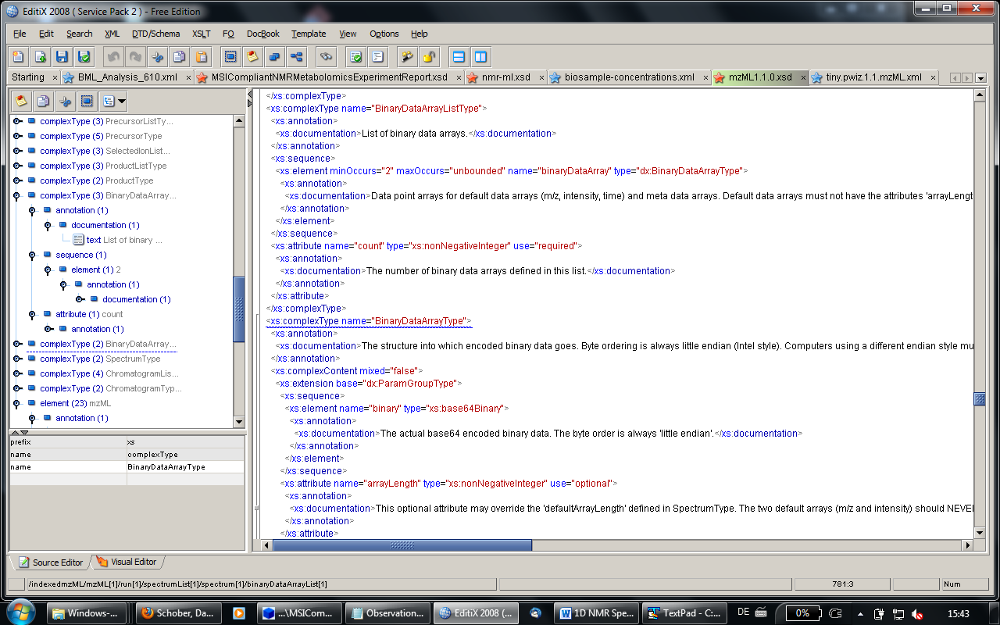 EditiX 2008 ( Service Pack 2 ) - Free Edition
File Edit Search XML DTD/Schema XSLT FO DocBook Template View Options Help
Starting × BML_Analysis_610.xml × MSICompliantNMRMetabolomicsExperimentReport.xsd × nmr-ml.xsd × biosample-concentrations.xml × mzML1.1.0.xsd × tiny.pwiz.1.1.mzML.xml ×
complexType (3) PrecursorListTy...
complexType (5) PrecursorType
complexType (3) SelectedIonList...
complexType (3) ProductListType
complexType (2) ProductType
complexType (3) BinaryDataArray...
annotation (1)
documentation (1)
text List of binary ...
sequence (1)
element (1) 2
annotation (1)
documentation (1)
attribute (1) count
annotation (1)
complexType (2) BinaryDataArray...
complexType (2) SpectrumType
complexType (4) ChromatogramLis...
complexType (2) ChromatogramTyp...
element (23) mzML
annotation (1)
prefix xs
name complexType
name BinaryDataArrayType
</xs:complexType>
<xs:complexType name="BinaryDataArrayListType">
<xs:annotation>
<xs:documentation>List of binary data arrays.</xs:documentation>
</xs:annotation>
<xs:sequence>
<xs:element minOccurs="2" maxOccurs="unbounded" name="binaryDataArray" type="dx:BinaryDataArrayType">
<xs:annotation>
<xs:documentation>Data point arrays for default data arrays (m/z, intensity, time) and meta data arrays. Default data arrays must not have the attributes 'arrayLengt
</xs:annotation>
</xs:element>
</xs:sequence>
<xs:attribute name="count" type="xs:nonNegativeInteger" use="required">
<xs:annotation>
<xs:documentation>The number of binary data arrays defined in this list.</xs:documentation>
</xs:annotation>
</xs:attribute>
</xs:complexType>
<xs:complexType name="BinaryDataArrayType">
<xs:annotation>
<xs:documentation>The structure into which encoded binary data goes. Byte ordering is always little endian (Intel style). Computers using a different endian style mu
</xs:annotation>
<xs:complexContent mixed="false">
<xs:extension base="dx:ParamGroupType">
<xs:sequence>
<xs:element name="binary" type="xs:base64Binary">
<xs:annotation>
<xs:documentation>The actual base64 encoded binary data. The byte order is always 'little endian'.</xs:documentation>
</xs:annotation>
</xs:element>
</xs:sequence>
<xs:attribute name="arrayLength" type="xs:nonNegativeInteger" use="optional">
<xs:annotation>
<xs:documentation>This optional attribute may override the 'defaultArrayLength' defined in SpectrumType. The two default arrays (m/z and intensity) should NEVEI
</xs:annotation>
</xs:attribute>
Source Editor Visual Editor
/indexedmzML/mzML[1]/run[1]/spectrumList[1]/spectrum[1]/binaryDataArrayList[1] 781:3 Num
Windows-... Schober, Da... ...\MSICom... Observation... EditiX 2008 (... 1D NMR Spe... TextPad - C:... DE 0% 15:43